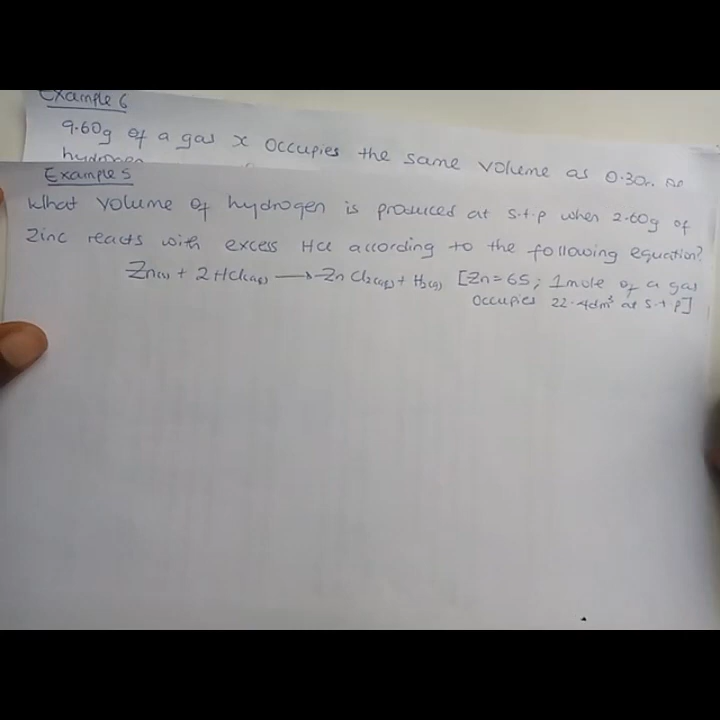 Example 6
9.60g of a gas x occupies the same volume as 0.30
hydrogen
Example 5
What volume of hydrogen is produced at s.t.p when 2.60g of
Zinc reacts with excess HCl according to the following equation?
Zn(s) + 2HCl(aq) → ZnCl2(aq) + H2(g) [Zn = 65; 1mole of a gas
occupies 22.4dm³ at s.t.p]